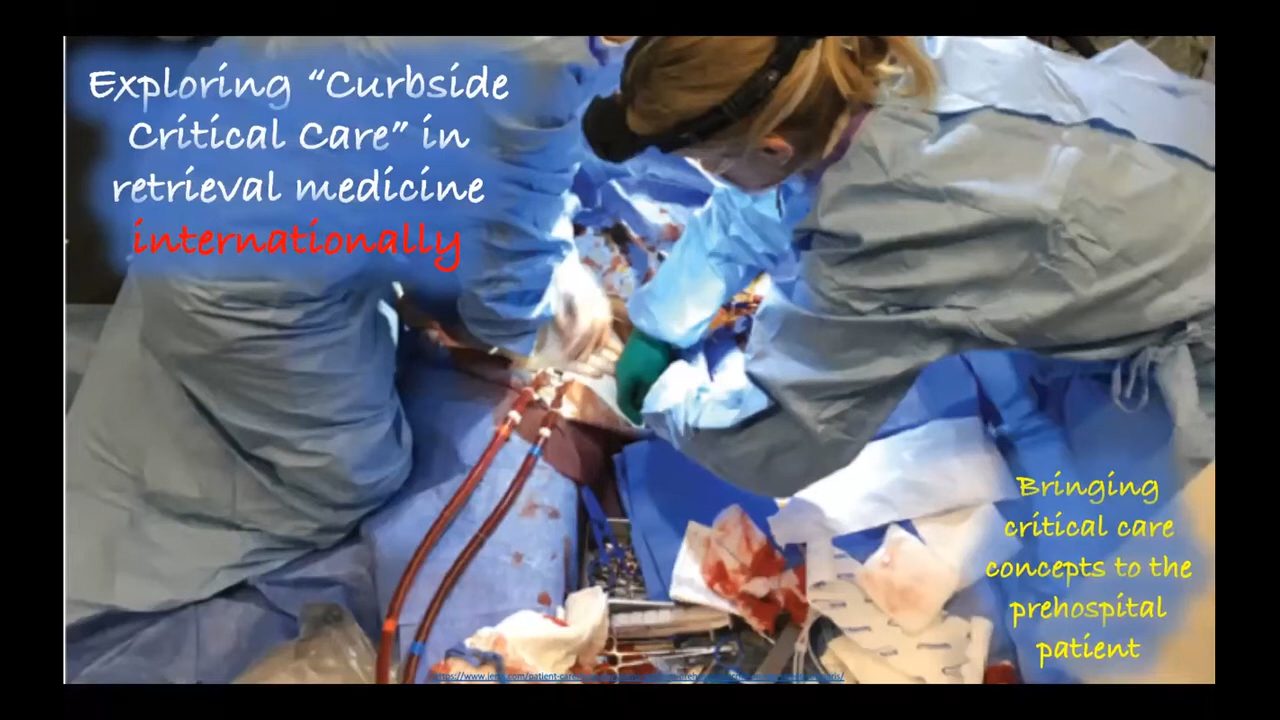 Exploring “Curbside
Critical Care” in
retrieval medicine
internationally
Bringing
critical care
concepts to the
prehospital
patient